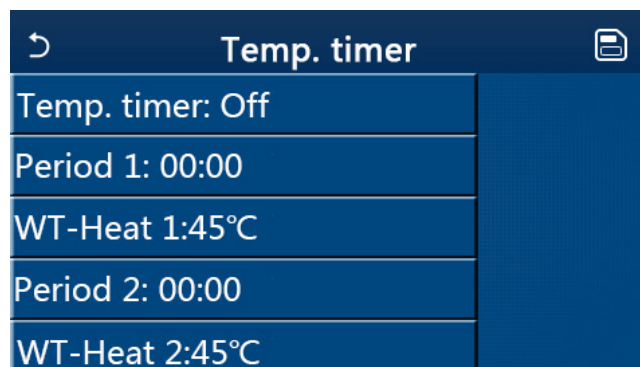 Temp. timer
Temp. timer: Off
Period 1: 00:00
WT-Heat 1:45℃
Period 2: 00:00
WT-Heat 2:45℃